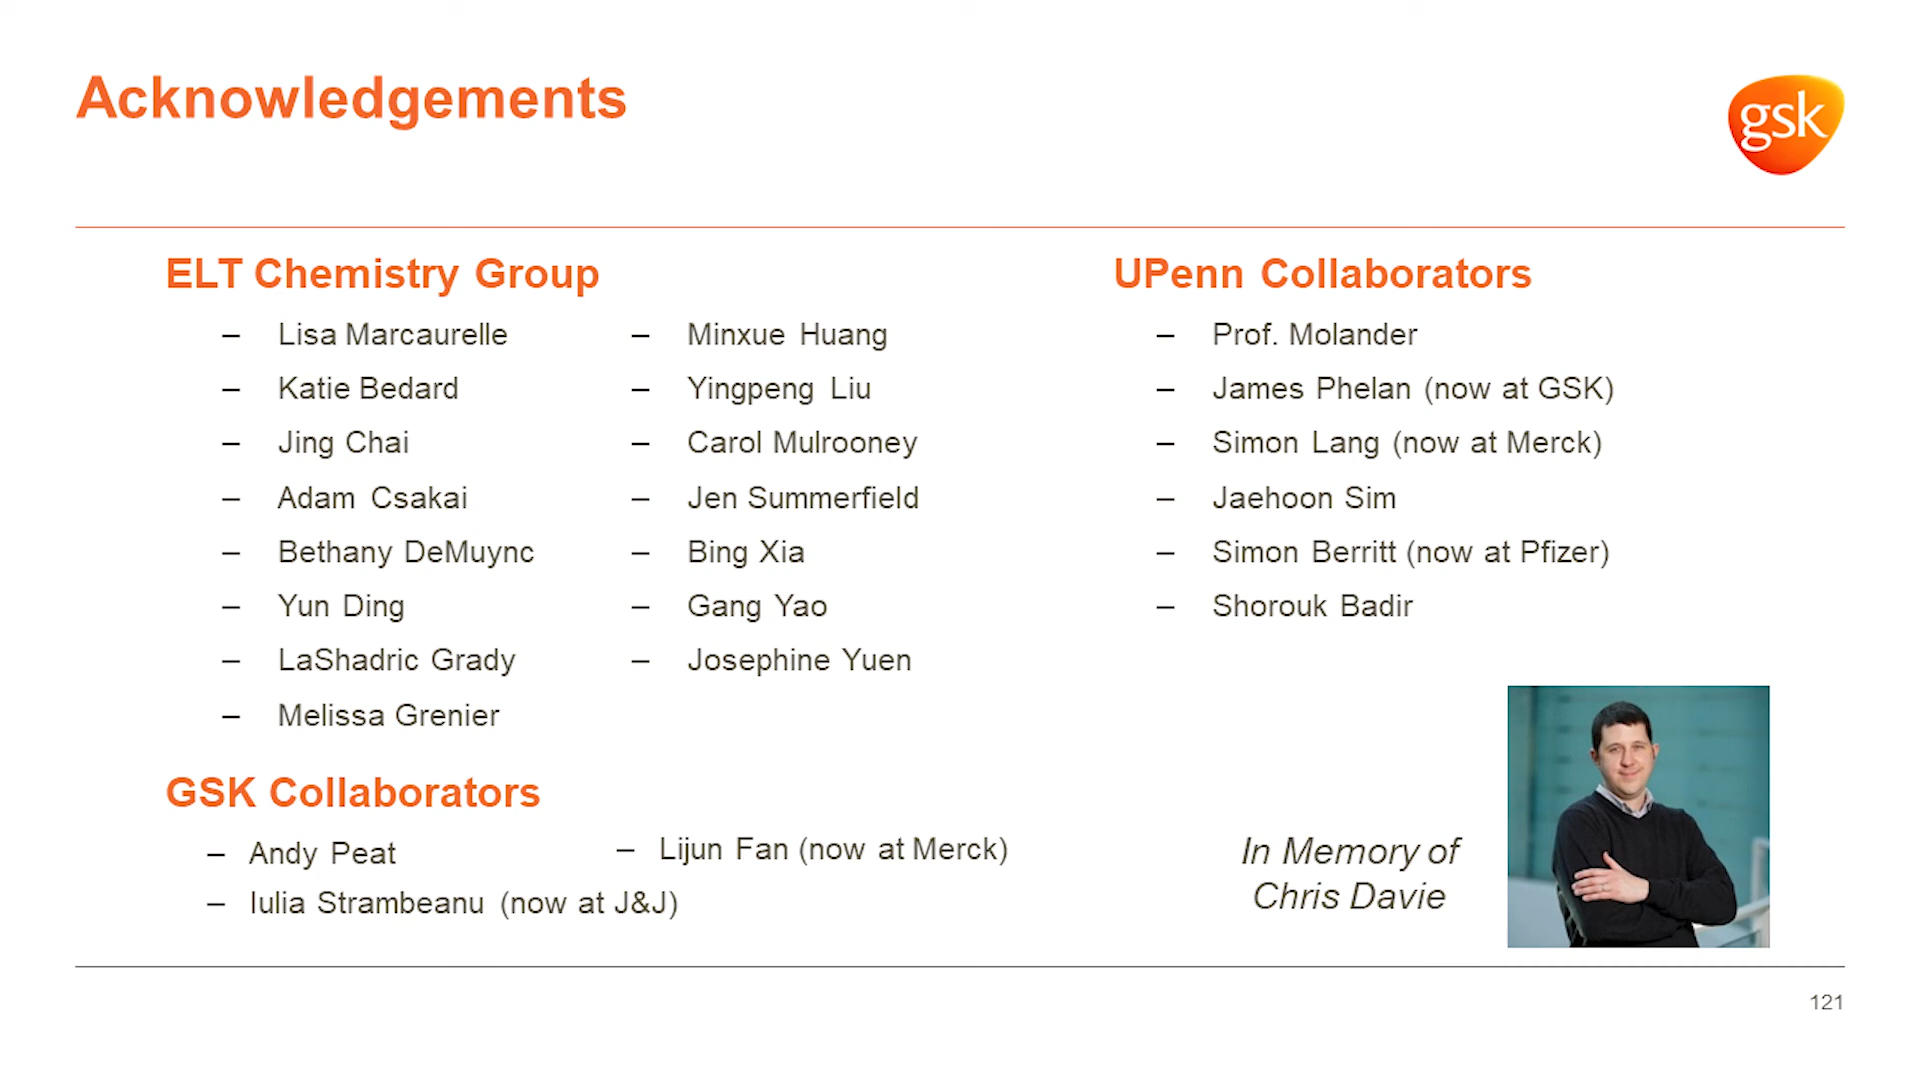 Acknowledgements
gsk
ELT Chemistry Group
– Lisa Marcaurelle
– Katie Bedard
– Jing Chai
– Adam Csakai
– Bethany DeMuync
– Yun Ding
– LaShadric Grady
– Melissa Grenier
– Minxue Huang
– Yingpeng Liu
– Carol Mulrooney
– Jen Summerfield
– Bing Xia
– Gang Yao
– Josephine Yuen
UPenn Collaborators
– Prof. Molander
– James Phelan (now at GSK)
– Simon Lang (now at Merck)
– Jaehoon Sim
– Simon Berritt (now at Pfizer)
– Shorouk Badir
GSK Collaborators
– Andy Peat
– Iulia Strambeanu (now at J&J)
– Lijun Fan (now at Merck)
In Memory of
Chris Davie
121